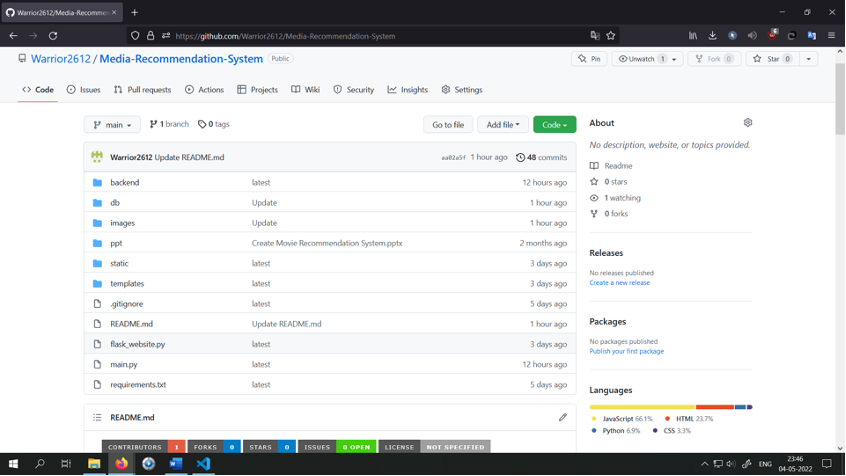 Warrior2612/Media-Recommendation-System
https://github.com/Warrior2612/Media-Recommendation-System
6
Warrior2612 / Media-Recommendation-System Public
Pin Unwatch 1 Fork 0 Star 0
Code Issues Pull requests Actions Projects Wiki Security Insights Settings
main 1 branch 0 tags Go to file Add file Code
Warrior2612 Update README.md aa02a5f 1 hour ago 48 commits
backend latest 12 hours ago
db Update 1 hour ago
images Update 1 hour ago
ppt Create Movie Recommendation System.pptx 2 months ago
static latest 3 days ago
templates latest 3 days ago
.gitignore latest 5 days ago
README.md Update README.md 1 hour ago
flask_website.py latest 3 days ago
main.py latest 12 hours ago
requirements.txt latest 5 days ago
README.md
CONTRIBUTORS 1 FORKS 0 STARS 0 ISSUES 0 OPEN LICENSE NOT SPECIFIED
About
No description, website, or topics provided.
Readme
0 stars
1 watching
0 forks
Releases
No releases published
Create a new release
Packages
No packages published
Publish your first package
Languages
JavaScript 66.1% HTML 23.7%
Python 6.9% CSS 3.3%
ENG
23:46
04-05-2022